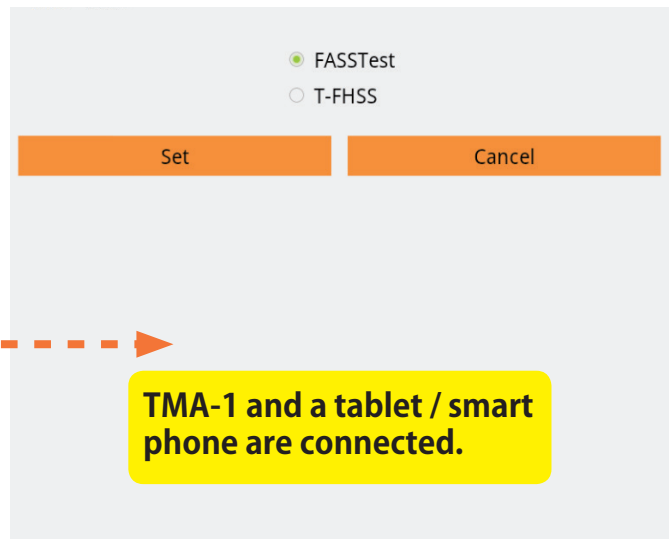 FASSTest
T-FHSS
Set Cancel
TMA-1 and a tablet / smart
phone are connected.